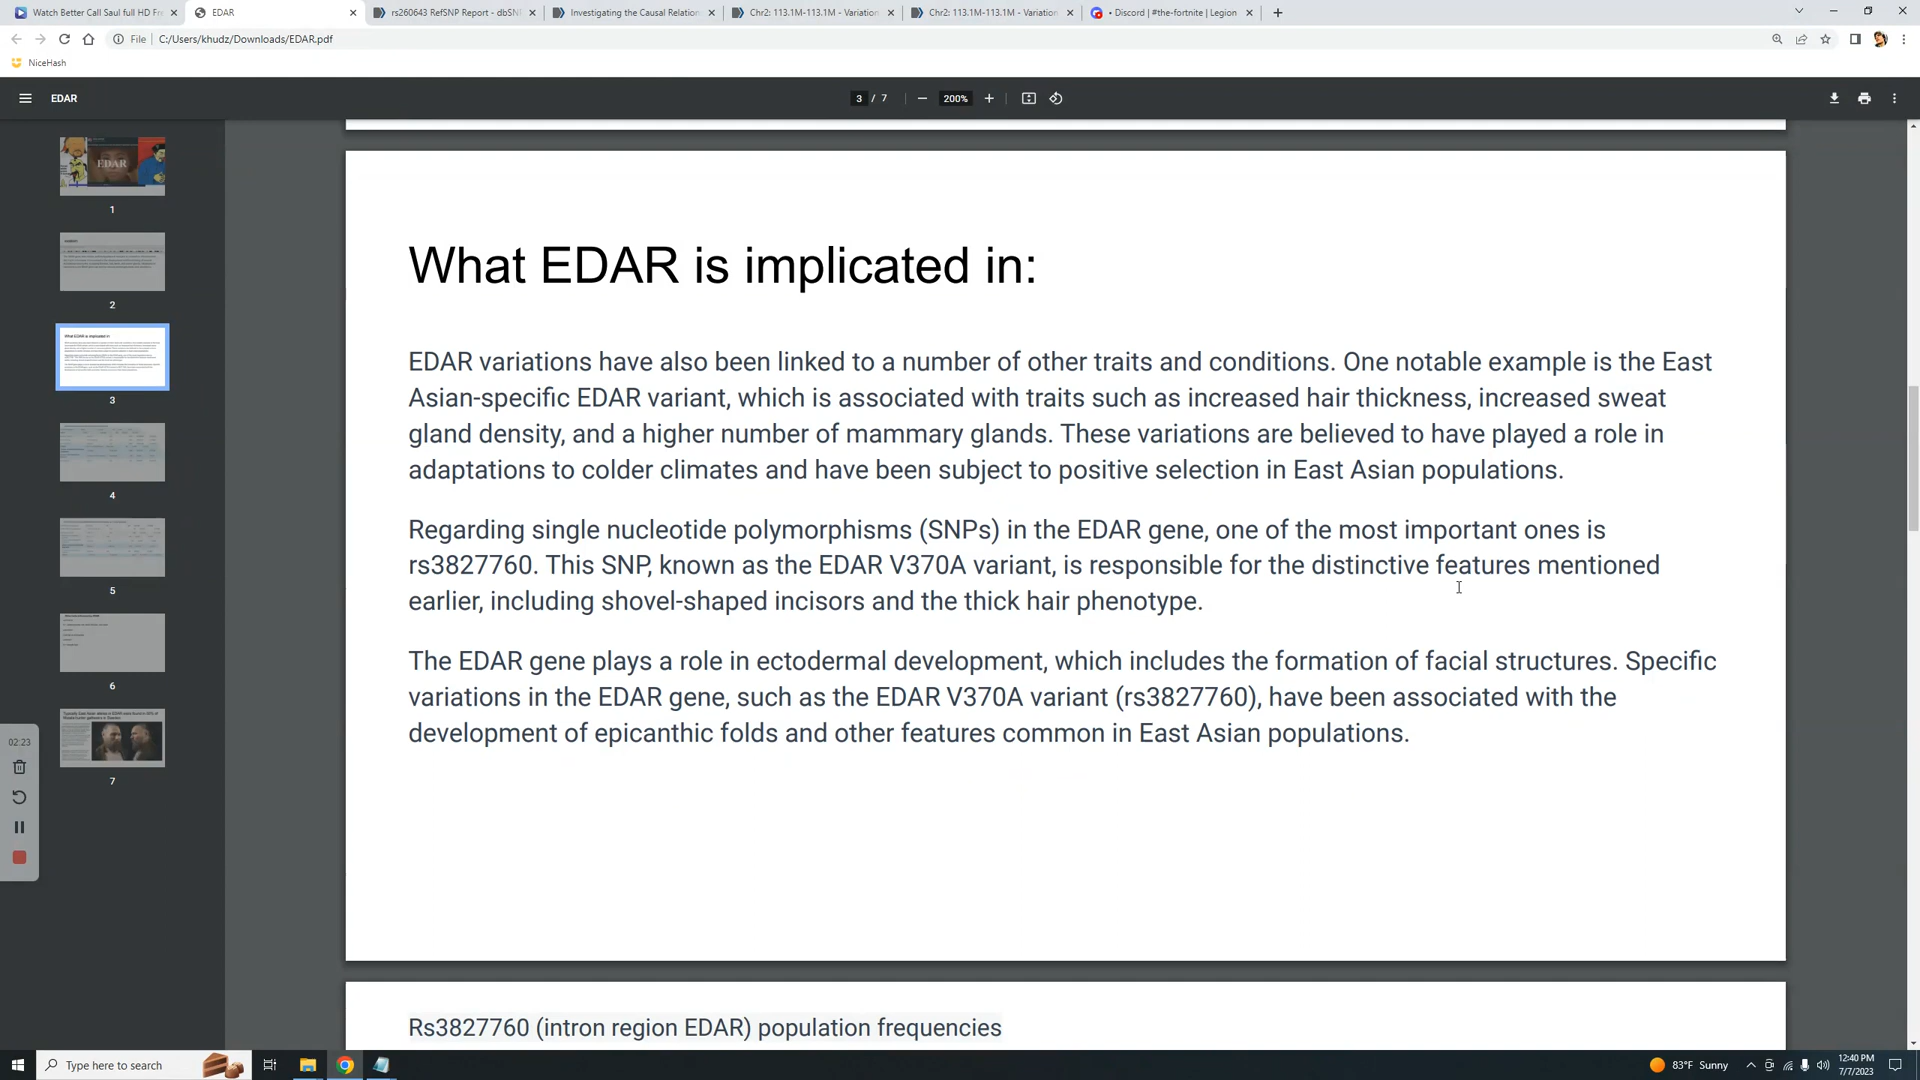 Watch Better Call Saul full HD Fre
EDAR
rs260643 RefSNP Report - dbSNP
Investigating the Causal Relation
Chr2: 113.1M-113.1M - Variation
Chr2: 113.1M-113.1M - Variation
• Discord | #the-fortnite | Legion
File
C:/Users/khudz/Downloads/EDAR.pdf
NiceHash
EDAR
3 / 7
200%
EDAR
1
2
What EDAR is implicated in:
3
4
5
6
7
02:23
What EDAR is implicated in:
EDAR variations have also been linked to a number of other traits and conditions. One notable example is the East
Asian-specific EDAR variant, which is associated with traits such as increased hair thickness, increased sweat
gland density, and a higher number of mammary glands. These variations are believed to have played a role in
adaptations to colder climates and have been subject to positive selection in East Asian populations.
Regarding single nucleotide polymorphisms (SNPs) in the EDAR gene, one of the most important ones is
rs3827760. This SNP, known as the EDAR V370A variant, is responsible for the distinctive features mentioned
earlier, including shovel-shaped incisors and the thick hair phenotype.
The EDAR gene plays a role in ectodermal development, which includes the formation of facial structures. Specific
variations in the EDAR gene, such as the EDAR V370A variant (rs3827760), have been associated with the
development of epicanthic folds and other features common in East Asian populations.
Rs3827760 (intron region EDAR) population frequencies
Type here to search
83°F Sunny
12:40 PM
7/7/2023